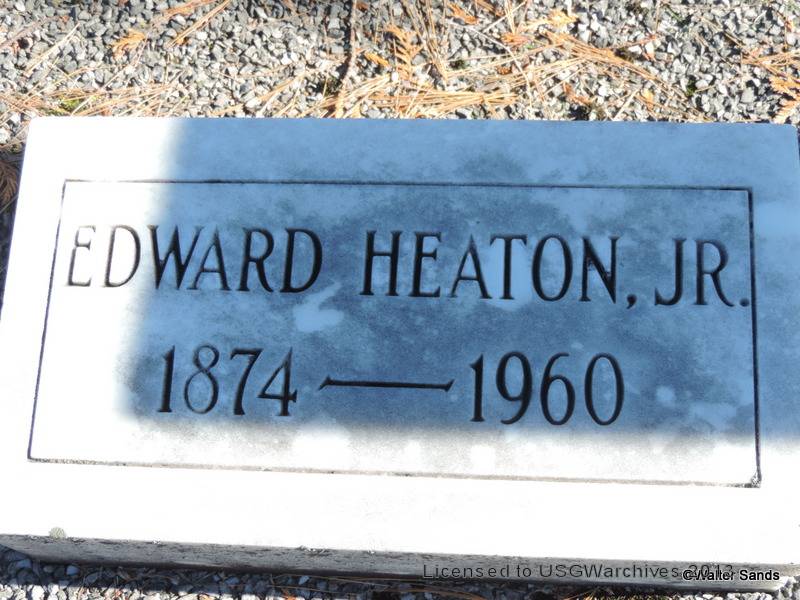 EDWARD HEATON, JR.
1874 — 1960
Licensed to USGWarchives 2013
©Walter Sands